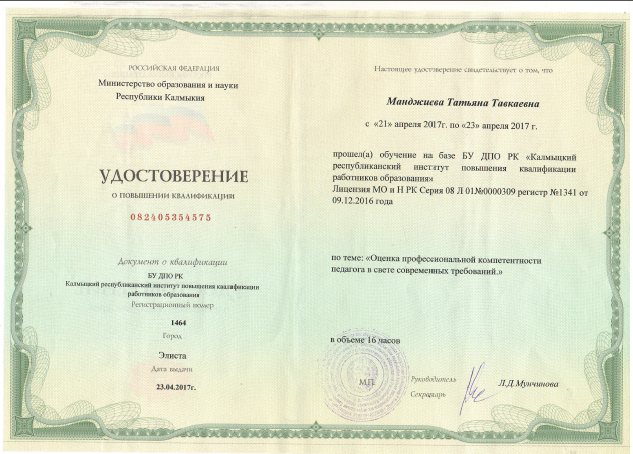 РОССИЙСКАЯ ФЕДЕРАЦИЯ
Министерство образования и науки
Республики Калмыкия
УДОСТОВЕРЕНИЕ
О ПОВЫШЕНИИ КВАЛИФИКАЦИИ
082405354575
Документ о квалификации
БУ ДПО РК
Калмыцкий республиканский институт повышения квалификации
работников образования
Регистрационный номер
1464
Город
Элиста
Дата выдачи
23.04.2017г.
Настоящее удостоверение свидетельствует о том, что
Манджиева Татьяна Тавкаевна
с «21» апреля 2017г. по «23» апреля 2017 г.
прошел(а) обучение на базе БУ ДПО РК «Калмыцкий
республиканский институт повышения квалификации
работников образования»
Лицензия МО и Н РК Серия 08 Л 01№0000309 регистр №1341 от
09.12.2016 года
по теме: «Оценка профессиональной компетентности
педагога в свете современных требований.»
в объеме 16 часов
М.П.
Руководитель
Л.Д.Мунчинова
Секретарь